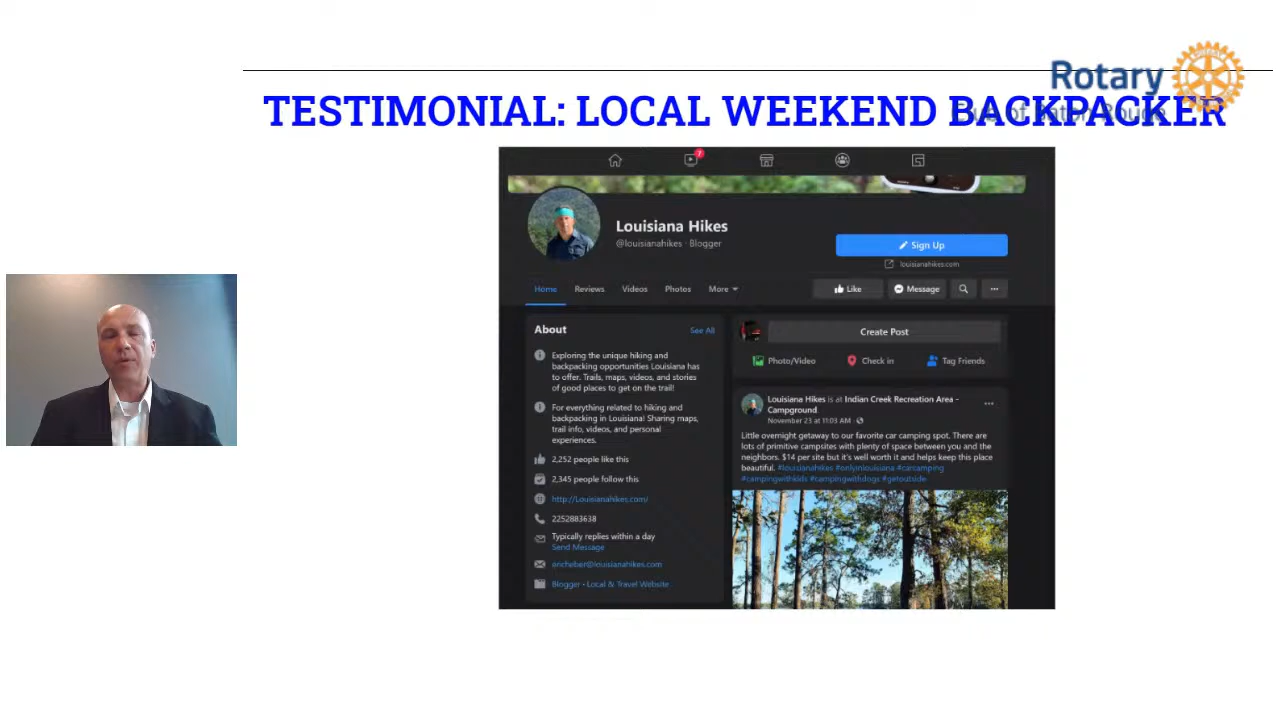 Rotary
Club of Baton Rouge
TESTIMONIAL: LOCAL WEEKEND BACKPACKER
7
Louisiana Hikes
@louisianahikes · Blogger
Sign Up
louisianahikes.com
Home Reviews Videos Photos More
Like Message ...
About See All
Exploring the unique hiking and
backpacking opportunities Louisiana has
to offer. Trails, maps, videos, and stories
of good places to get on the trail!
For everything related to hiking and
backpacking in Louisiana! Sharing maps,
trail info, videos, and personal
experiences.
2,252 people like this
2,345 people follow this
http://Louisianahikes.com/
2252883638
Typically replies within a day
Send Message
ericheber@louisianahikes.com
Blogger · Local & Travel Website
Create Post
Photo/Video Check in Tag Friends
Louisiana Hikes is at Indian Creek Recreation Area -
Campground
November 23 at 11:03 AM ·
Little overnight getaway to our favorite car camping spot. There are
lots of primitive campsites with plenty of space between you and the
neighbors. $14 per site but it's well worth it and helps keep this place
beautiful. #louisianahikes #onlyinlouisiana #carcamping
#campingwithkids #campingwithdogs #getoutside